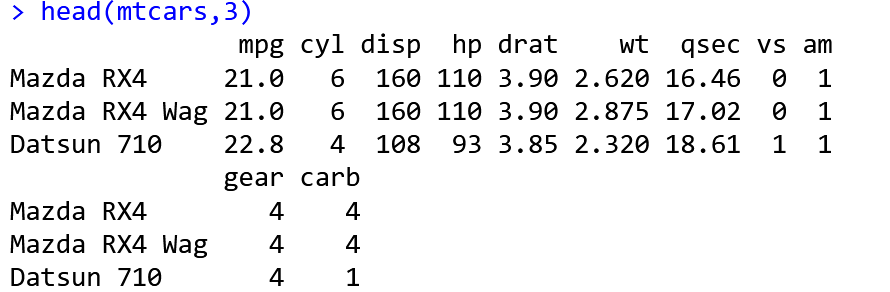 > head(mtcars,3)
               mpg cyl disp  hp drat    wt  qsec vs am
Mazda RX4     21.0   6  160 110 3.90 2.620 16.46  0  1
Mazda RX4 Wag 21.0   6  160 110 3.90 2.875 17.02  0  1
Datsun 710    22.8   4  108  93 3.85 2.320 18.61  1  1
              gear carb
Mazda RX4        4    4
Mazda RX4 Wag    4    4
Datsun 710       4    1